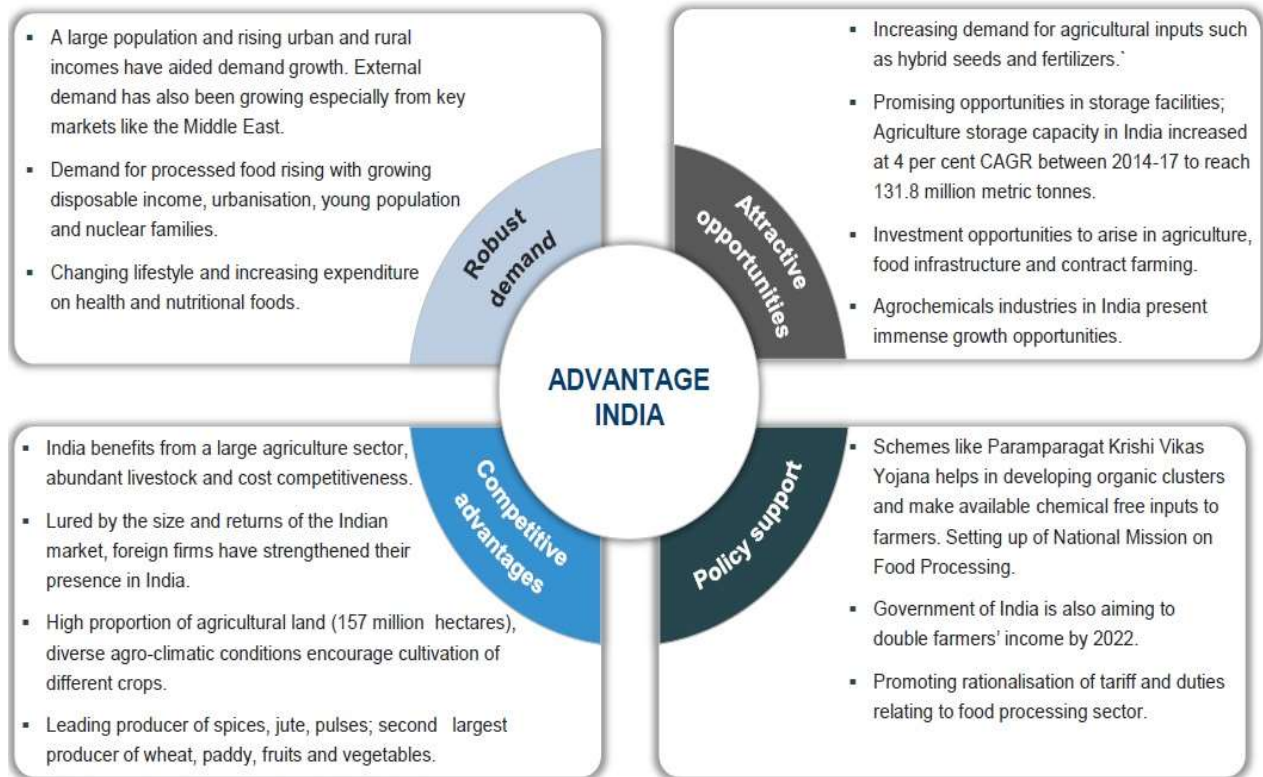 ▪ A large population and rising urban and rural
incomes have aided demand growth. External
demand has also been growing especially from key
markets like the Middle East.
▪ Demand for processed food rising with growing
disposable income, urbanisation, young population
and nuclear families.
▪ Changing lifestyle and increasing expenditure
on health and nutritional foods.
Robust
demand
▪ Increasing demand for agricultural inputs such
as hybrid seeds and fertilizers.`
▪ Promising opportunities in storage facilities;
Agriculture storage capacity in India increased
at 4 per cent CAGR between 2014-17 to reach
131.8 million metric tonnes.
▪ Investment opportunities to arise in agriculture,
food infrastructure and contract farming.
▪ Agrochemicals industries in India present
immense growth opportunities.
Attractive
opportunities
ADVANTAGE
INDIA
▪ India benefits from a large agriculture sector,
abundant livestock and cost competitiveness.
▪ Lured by the size and returns of the Indian
market, foreign firms have strengthened their
presence in India.
▪ High proportion of agricultural land (157 million hectares),
diverse agro-climatic conditions encourage cultivation of
different crops.
▪ Leading producer of spices, jute, pulses; second largest
producer of wheat, paddy, fruits and vegetables.
Competitive
advantages
▪ Schemes like Paramparagat Krishi Vikas
Yojana helps in developing organic clusters
and make available chemical free inputs to
farmers. Setting up of National Mission on
Food Processing.
▪ Government of India is also aiming to
double farmers' income by 2022.
▪ Promoting rationalisation of tariff and duties
relating to food processing sector.
Policy support